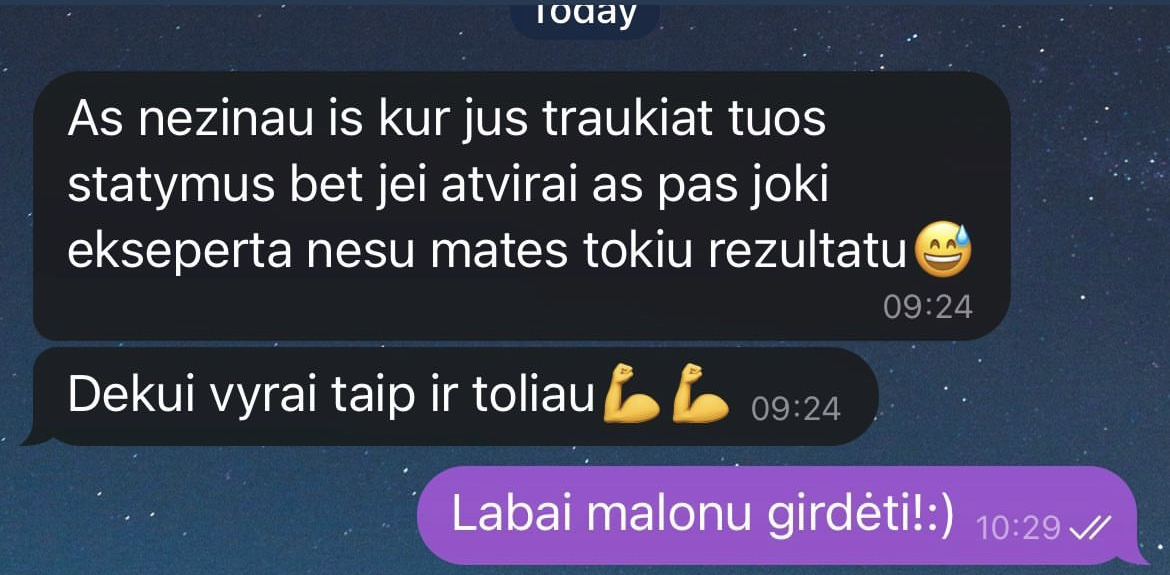 Today
As nezinau is kur jus traukiat tuos
statymus bet jei atvirai as pas joki
ekseperta nesu mates tokiu rezultatu😅
09:24
Dekui vyrai taip ir toliau💪💪 09:24
Labai malonu girdėti!:) 10:29